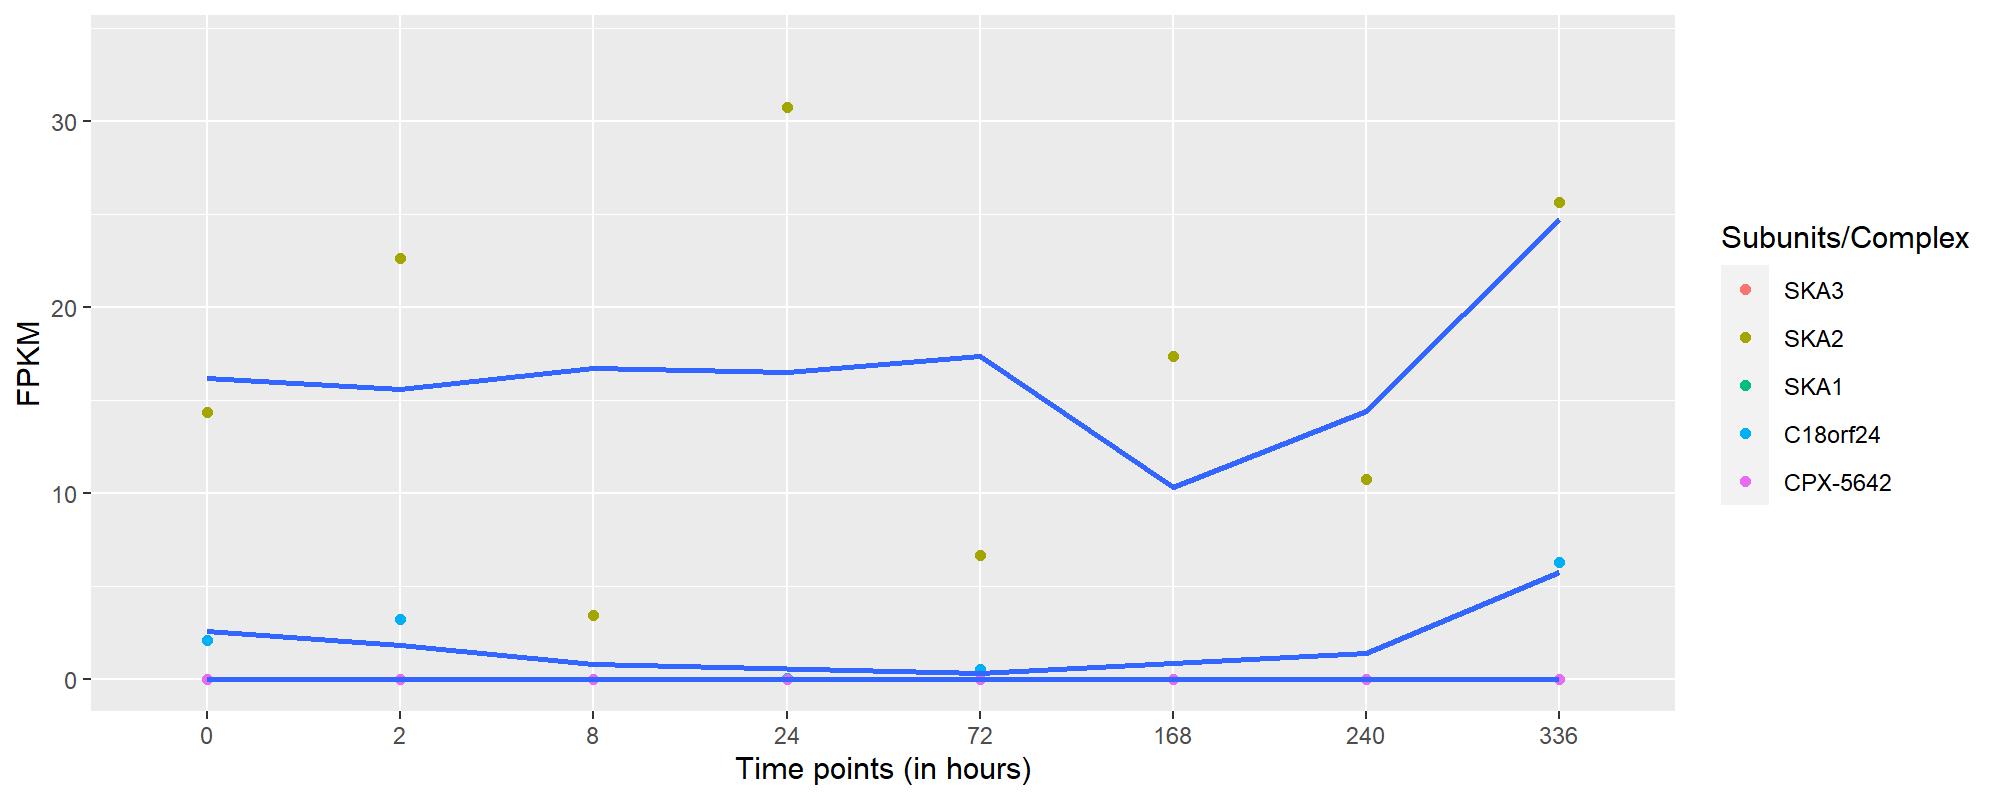 30
20
10
0
FPKM
0 2 8 24 72 168 240 336
Time points (in hours)
Subunits/Complex
SKA3
SKA2
SKA1
C18orf24
CPX-5642